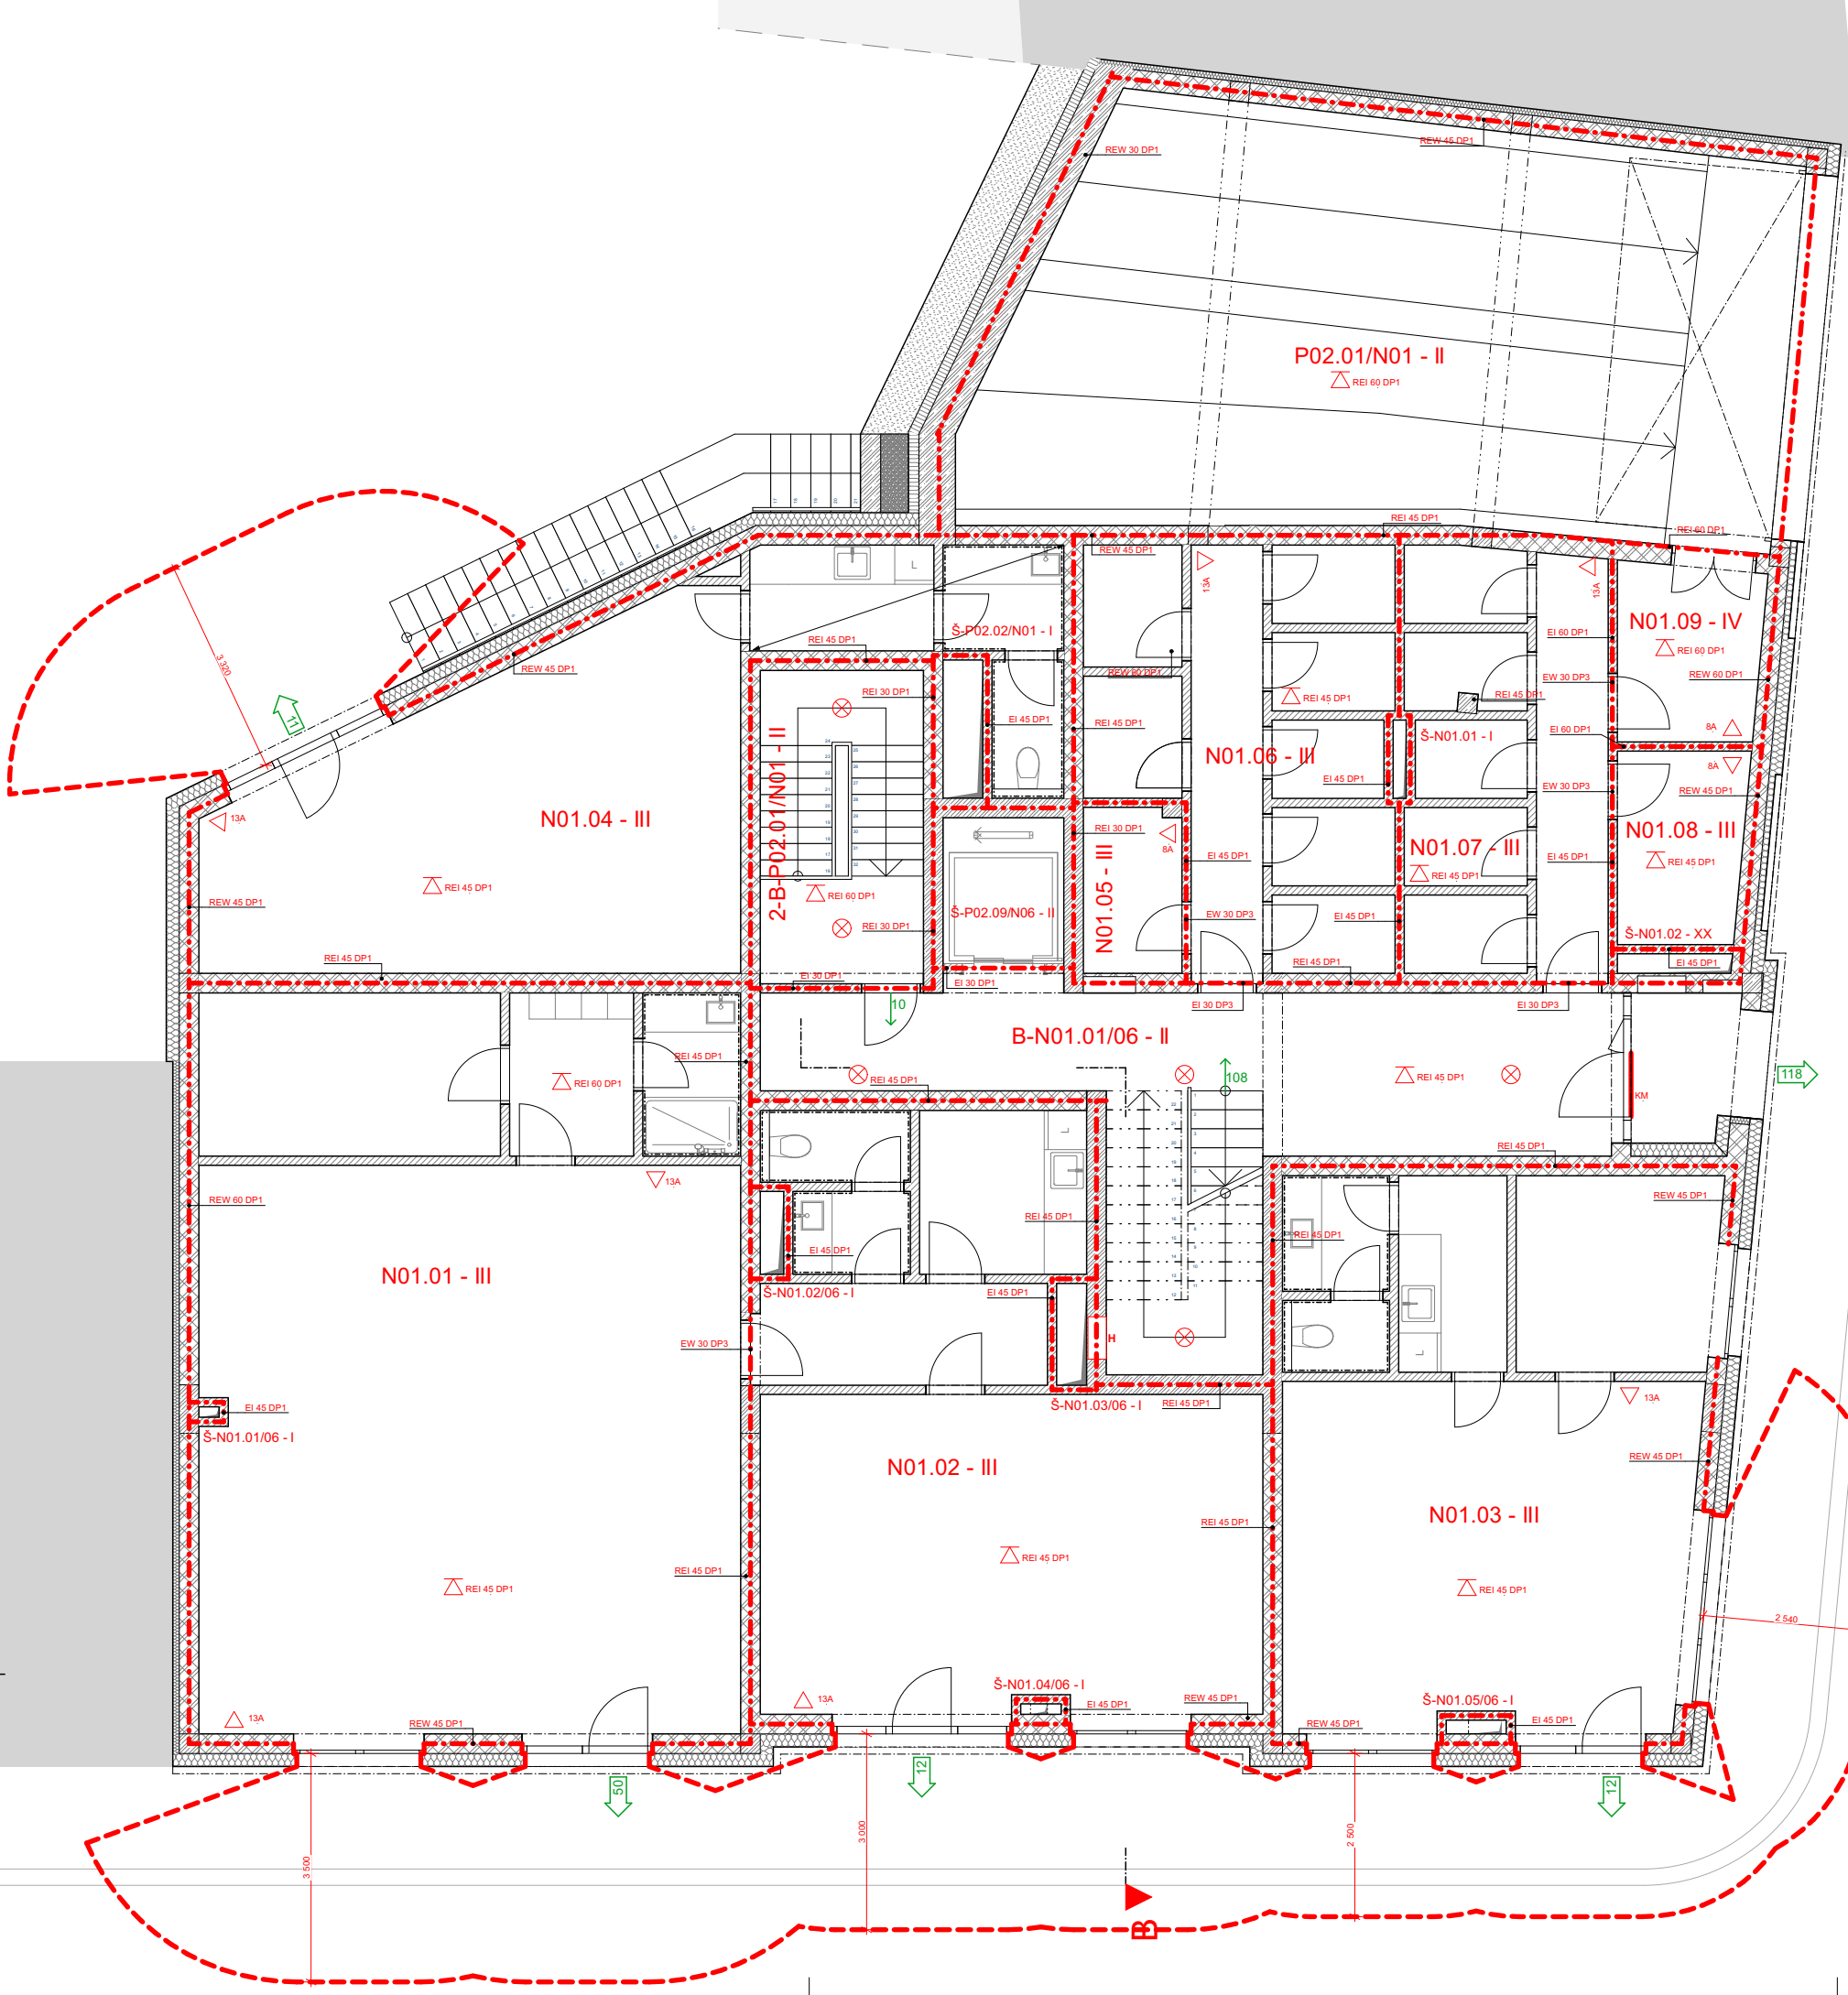 REW 30 DP1
REW 45 DP1
P02.01/N01 - II
REI 60 DP1
REI 45 DP1
REI 60 DP1
REW 45 DP1
13A
13A
N01.09 - IV
REI 60 DP1
EI 60 DP1
REW 60 DP1
EW 30 DP3
Š-P02.02/N01 - I
REI 45 DP1
3 320
11
REW 45 DP1
REW 60 DP1
REI 30 DP1
EI 45 DP1
REI 45 DP1
REI 45 DP1
REI 45 DP1
Š-N01.01 - I
EI 60 DP1
8A
8A
N01.06 - III
EI 45 DP1
EW 30 DP3
REW 45 DP1
2-B-P02.01/N01 - II
N01.04 - III
13A
REI 30 DP1
8A
N01.08 - III
N01.07 - III
EI 45 DP1
EI 45 DP1
REI 45 DP1
REI 45 DP1
REI 45 DP1
REI 60 DP1
REW 45 DP1
Š-P02.09/N06 - II
N01.05 - III
EW 30 DP3
EI 45 DP1
REI 30 DP1
Š-N01.02 - XX
EI 45 DP1
REI 45 DP1
REI 45 DP1
EI 30 DP1
EI 30 DP1
10
EI 30 DP3
EI 30 DP3
B-N01.01/06 - II
REI 45 DP1
REI 60 DP1
REI 45 DP1
108
REI 45 DP1
118
KM
REI 45 DP1
13A
REW 60 DP1
REW 45 DP1
REI 45 DP1
REI 45 DP1
EI 45 DP1
N01.01 - III
Š-N01.02/06 - I
EI 45 DP1
EW 30 DP3
H
EI 45 DP1
Š-N01.01/06 - I
Š-N01.03/06 - I
REI 45 DP1
13A
REW 45 DP1
N01.02 - III
N01.03 - III
REI 45 DP1
REI 45 DP1
REI 45 DP1
REI 45 DP1
REI 45 DP1
2 540
Š-N01.04/06 - I
13A
EI 45 DP1
REW 45 DP1
Š-N01.05/06 - I
13A
REW 45 DP1
REW 45 DP1
EI 45 DP1
50
12
12
3 500
3 000
2 500
B